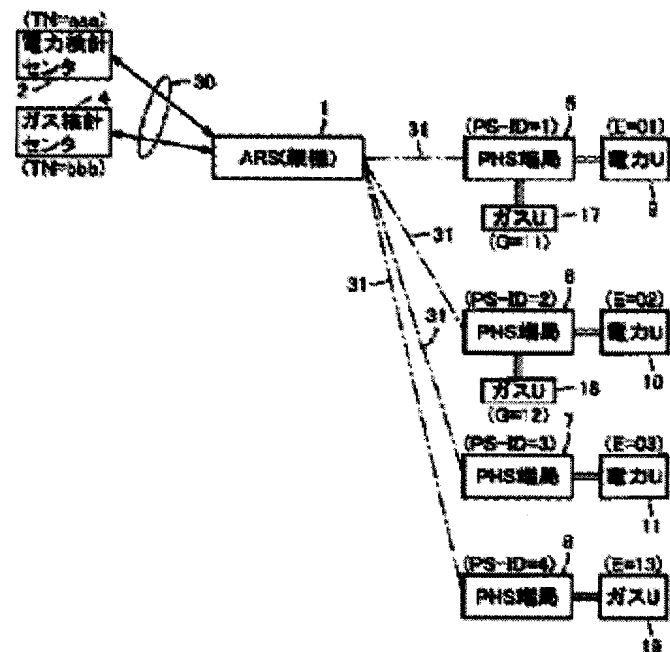 (TN=aaa)
電力検針
センタ
2
4
ガス検針
センタ
(TN=bbb)
30
1
ARS(親機)
31
31
31
31
(PS-ID=1)
5
PHS端局
(E=01)
電力U
9
ガスU
17
(G=11)
(PS-ID=2)
6
PHS端局
(E=02)
電力U
10
ガスU
18
(G=12)
(PS-ID=3)
7
PHS端局
(E=03)
電力U
11
(PS-ID=4)
8
PHS端局
(E=13)
ガスU
19